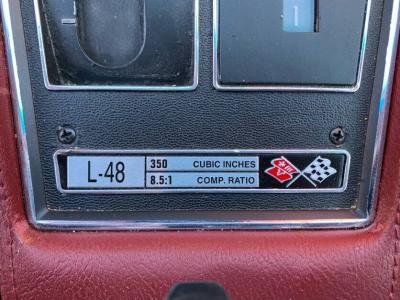 L-48
350 CUBIC INCHES
8.5:1 COMP. RATIO